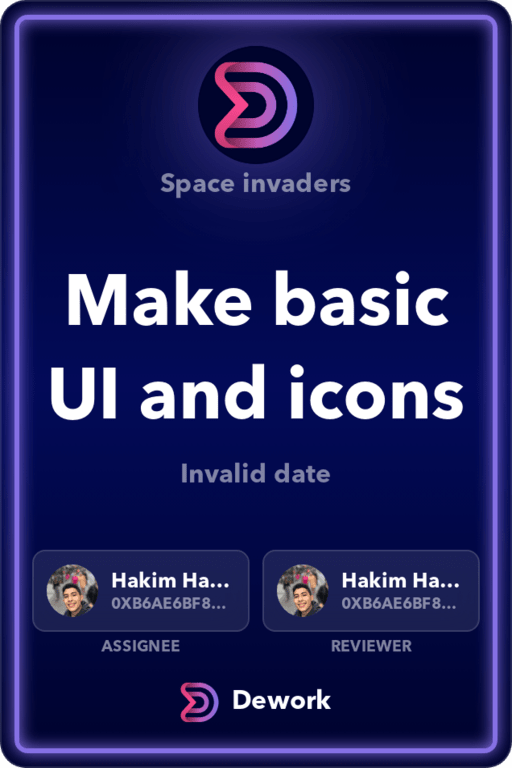 Space invaders
Make basic
UI and icons
Invalid date
Hakim Ha...
0XB6AE6BF8...
ASSIGNEE
Hakim Ha...
0XB6AE6BF8...
REVIEWER
Dework